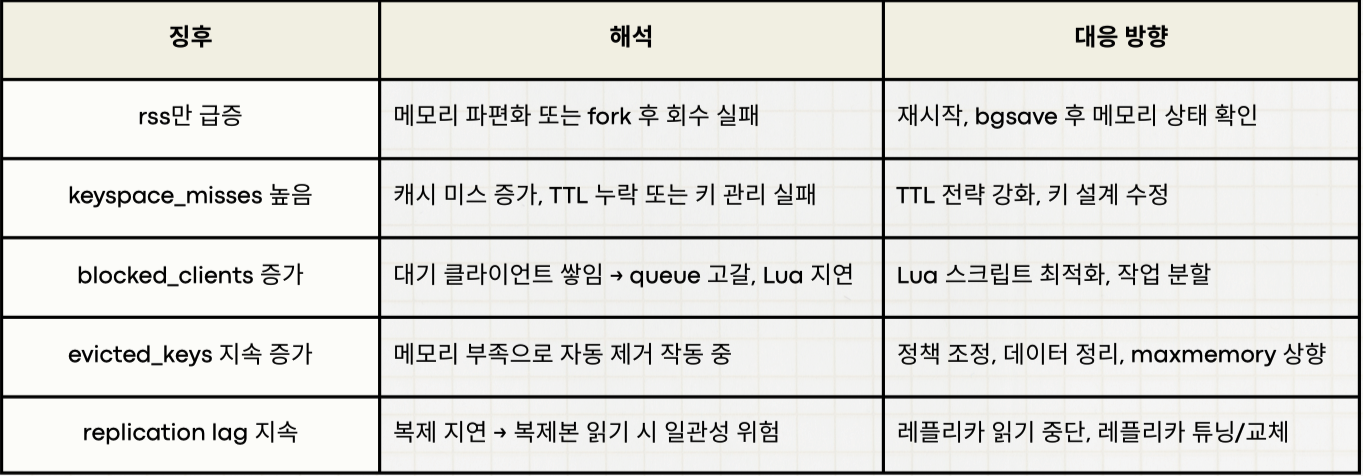 징후 해석 대응 방향
rss만 급증 메모리 파편화 또는 fork 후 회수 실패 재시작, bgsave 후 메모리 상태 확인
keyspace_misses 높음 캐시 미스 증가, TTL 누락 또는 키 관리 실패 TTL 전략 강화, 키 설계 수정
blocked_clients 증가 대기 클라이언트 쌓임 → queue 고갈, Lua 지연 Lua 스크립트 최적화, 작업 분할
evicted_keys 지속 증가 메모리 부족으로 자동 제거 작동 중 정책 조정, 데이터 정리, maxmemory 상향
replication lag 지속 복제 지연 → 복제본 읽기 시 일관성 위험 레플리카 읽기 중단, 레플리카 튜닝/교체